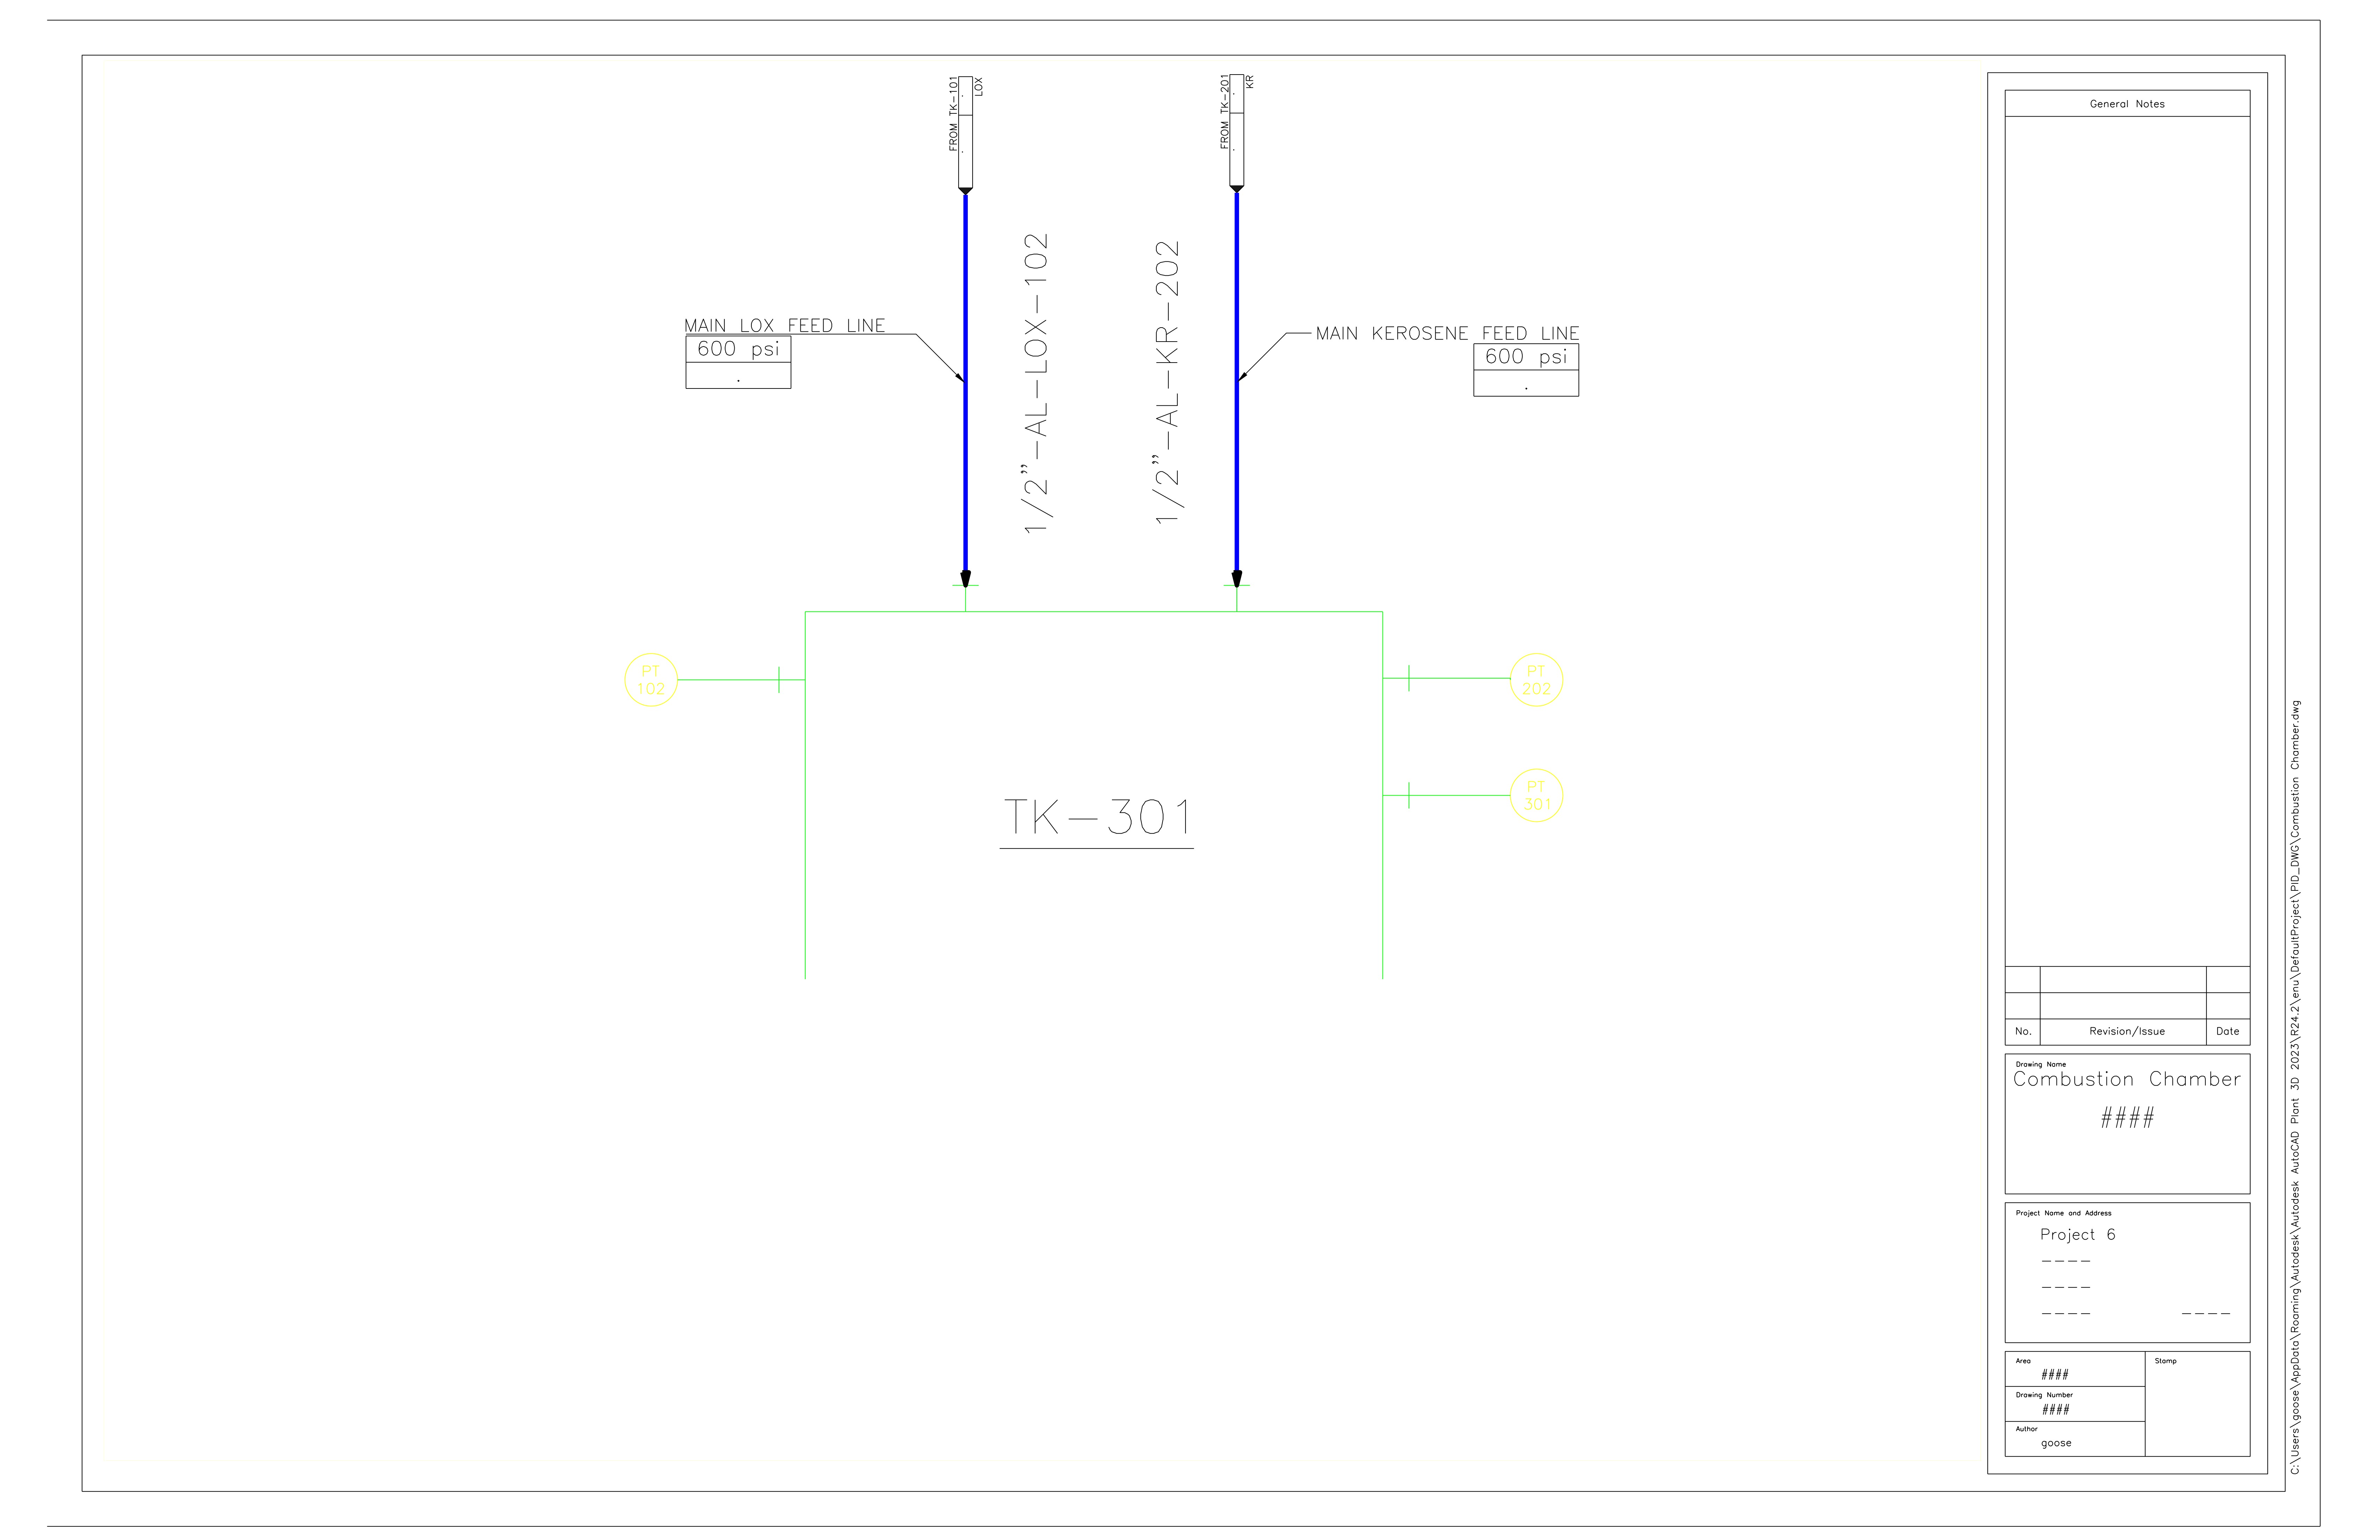 FROM TK-101
LOX
FROM TK-201
KR
1/2"-AL-LOX-102
1/2"-AL-KR-202
MAIN LOX FEED LINE
600 psi
.
MAIN KEROSENE FEED LINE
600 psi
.
PT
102
PT
202
PT
301
TK-301
General Notes
No. Revision/Issue Date
Drawing Name
Combustion Chamber
####
Project Name and Address
Project 6
----
----
---- ----
Area
####
Stamp
Drawing Number
####
Author
goose
C:\Users\goose\AppData\Roaming\Autodesk\Autodesk AutoCAD Plant 3D 2023\R24.2\enu\DefaultProject\PID_DWG\Combustion Chamber.dwg